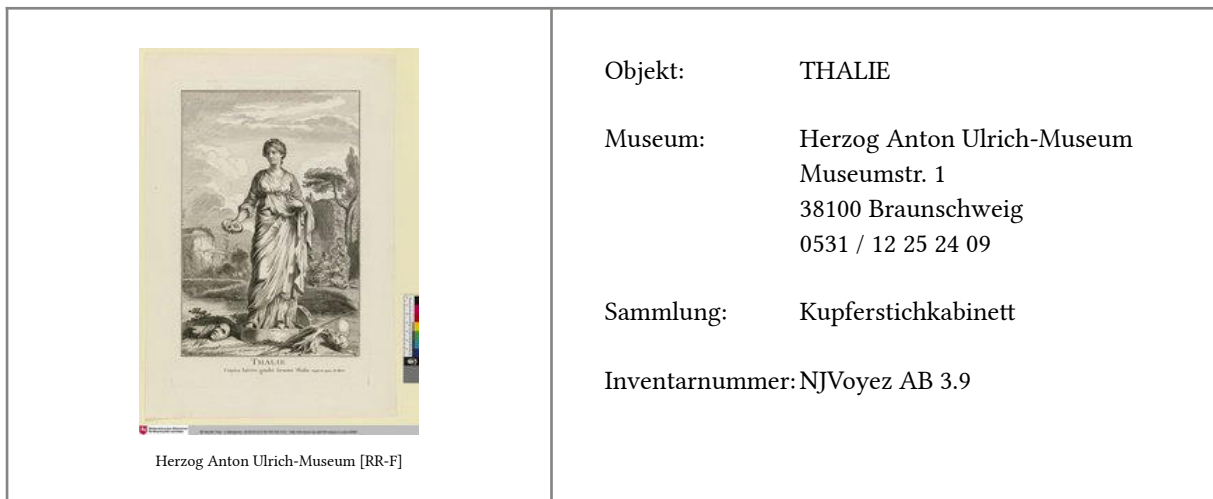 THALIE
Herzog Anton Ulrich-Museum [RR-F]
Objekt: THALIE
Museum: Herzog Anton Ulrich-Museum
Museumstr. 1
38100 Braunschweig
0531 / 12 25 24 09
Sammlung: Kupferstichkabinett
Inventarnummer: NJVoyez AB 3.9